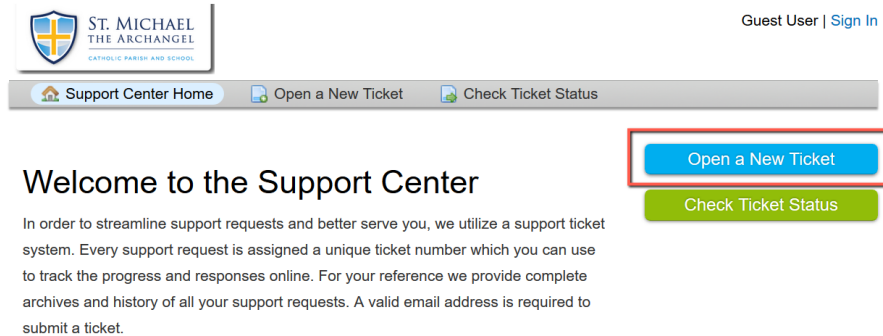 ST. MICHAEL
THE ARCHANGEL
CATHOLIC PARISH AND SCHOOL
Guest User | Sign In
Support Center Home
Open a New Ticket
Check Ticket Status
Open a New Ticket
Welcome to the Support Center
Check Ticket Status
In order to streamline support requests and better serve you, we utilize a support ticket
system. Every support request is assigned a unique ticket number which you can use
to track the progress and responses online. For your reference we provide complete
archives and history of all your support requests. A valid email address is required to
submit a ticket.